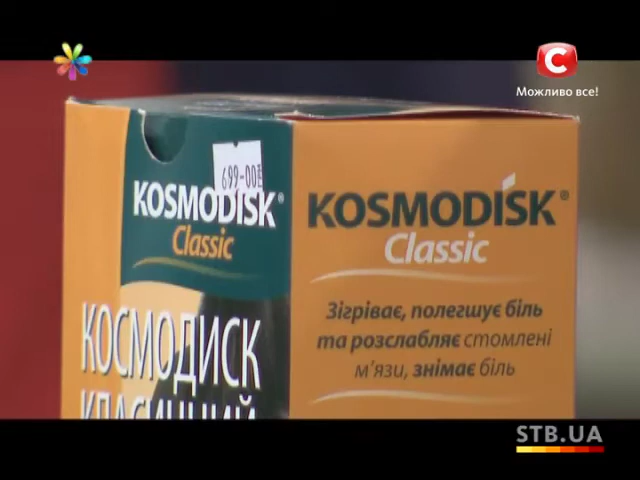 С
Можливо все!
699-00
KOSMODISK®
Classic
КОСМОДИСК
КЛАСИЧНИЙ
KOSMODISK®
Classic
Зігріває, полегшує біль
та розслабляє стомлені
м'язи, знімає біль
STB.UA